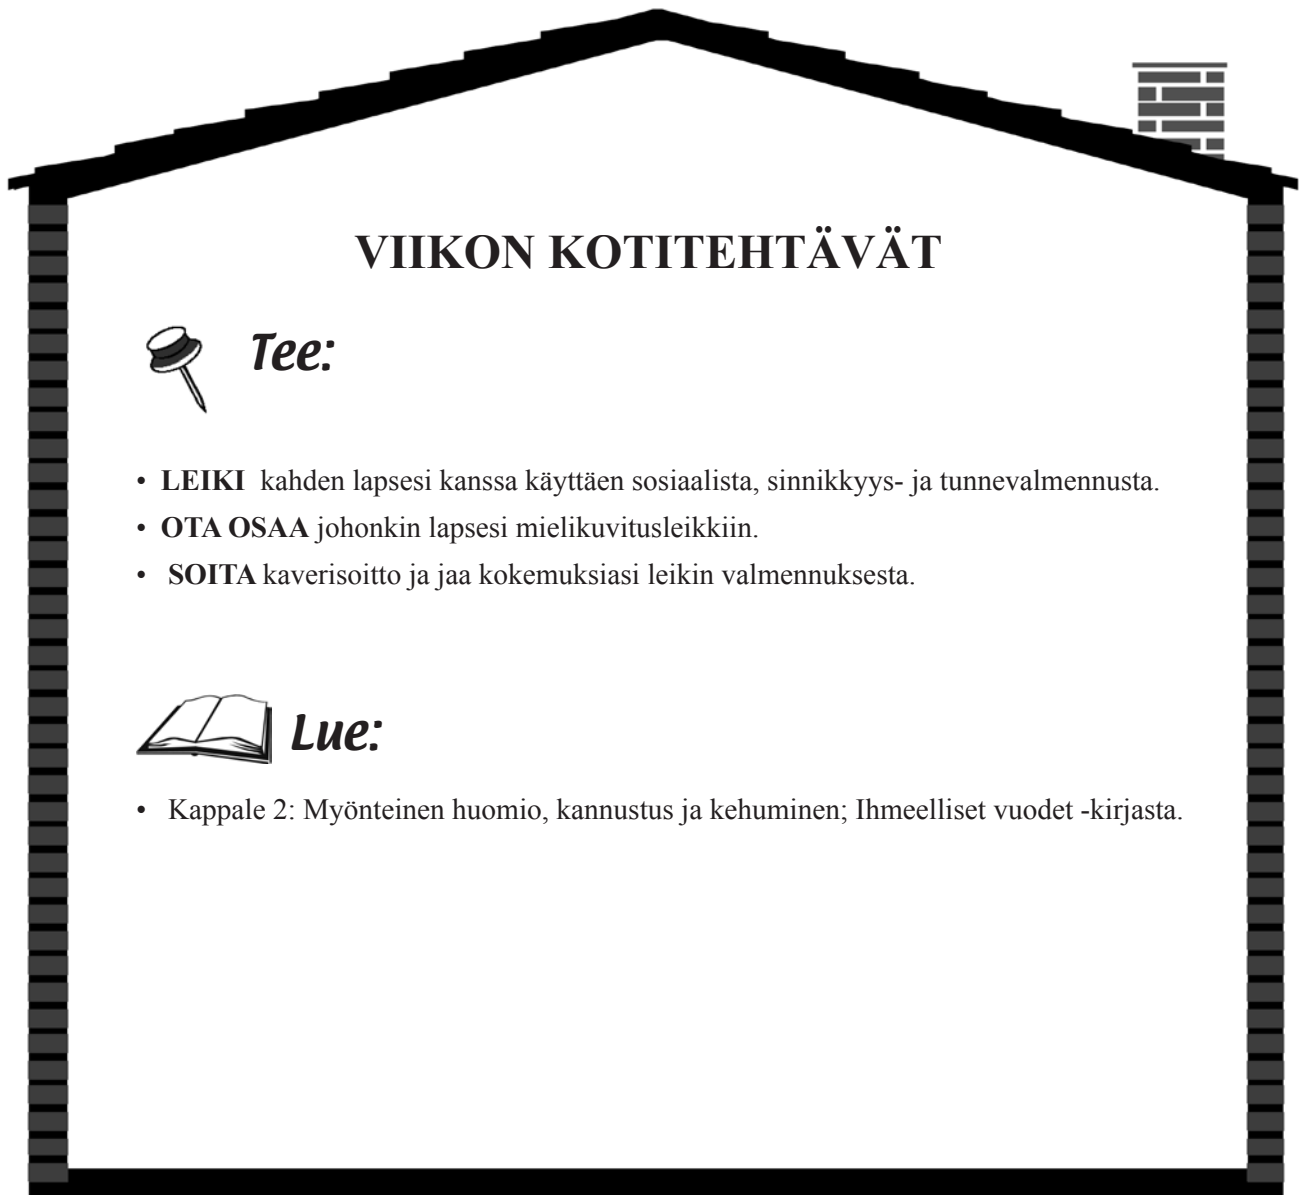 VIIKON KOTITEHTÄVÄT
Tee:
• LEIKI kahden lapsesi kanssa käyttäen sosiaalista, sinnikkyys- ja tunnevalmennusta.
• OTA OSAA johonkin lapsesi mielikuvitusleikkiin.
• SOITA kaverisoitto ja jaa kokemuksiasi leikin valmennuksesta.
Lue:
• Kappale 2: Myönteinen huomio, kannustus ja kehuminen; Ihmeelliset vuodet -kirjasta.